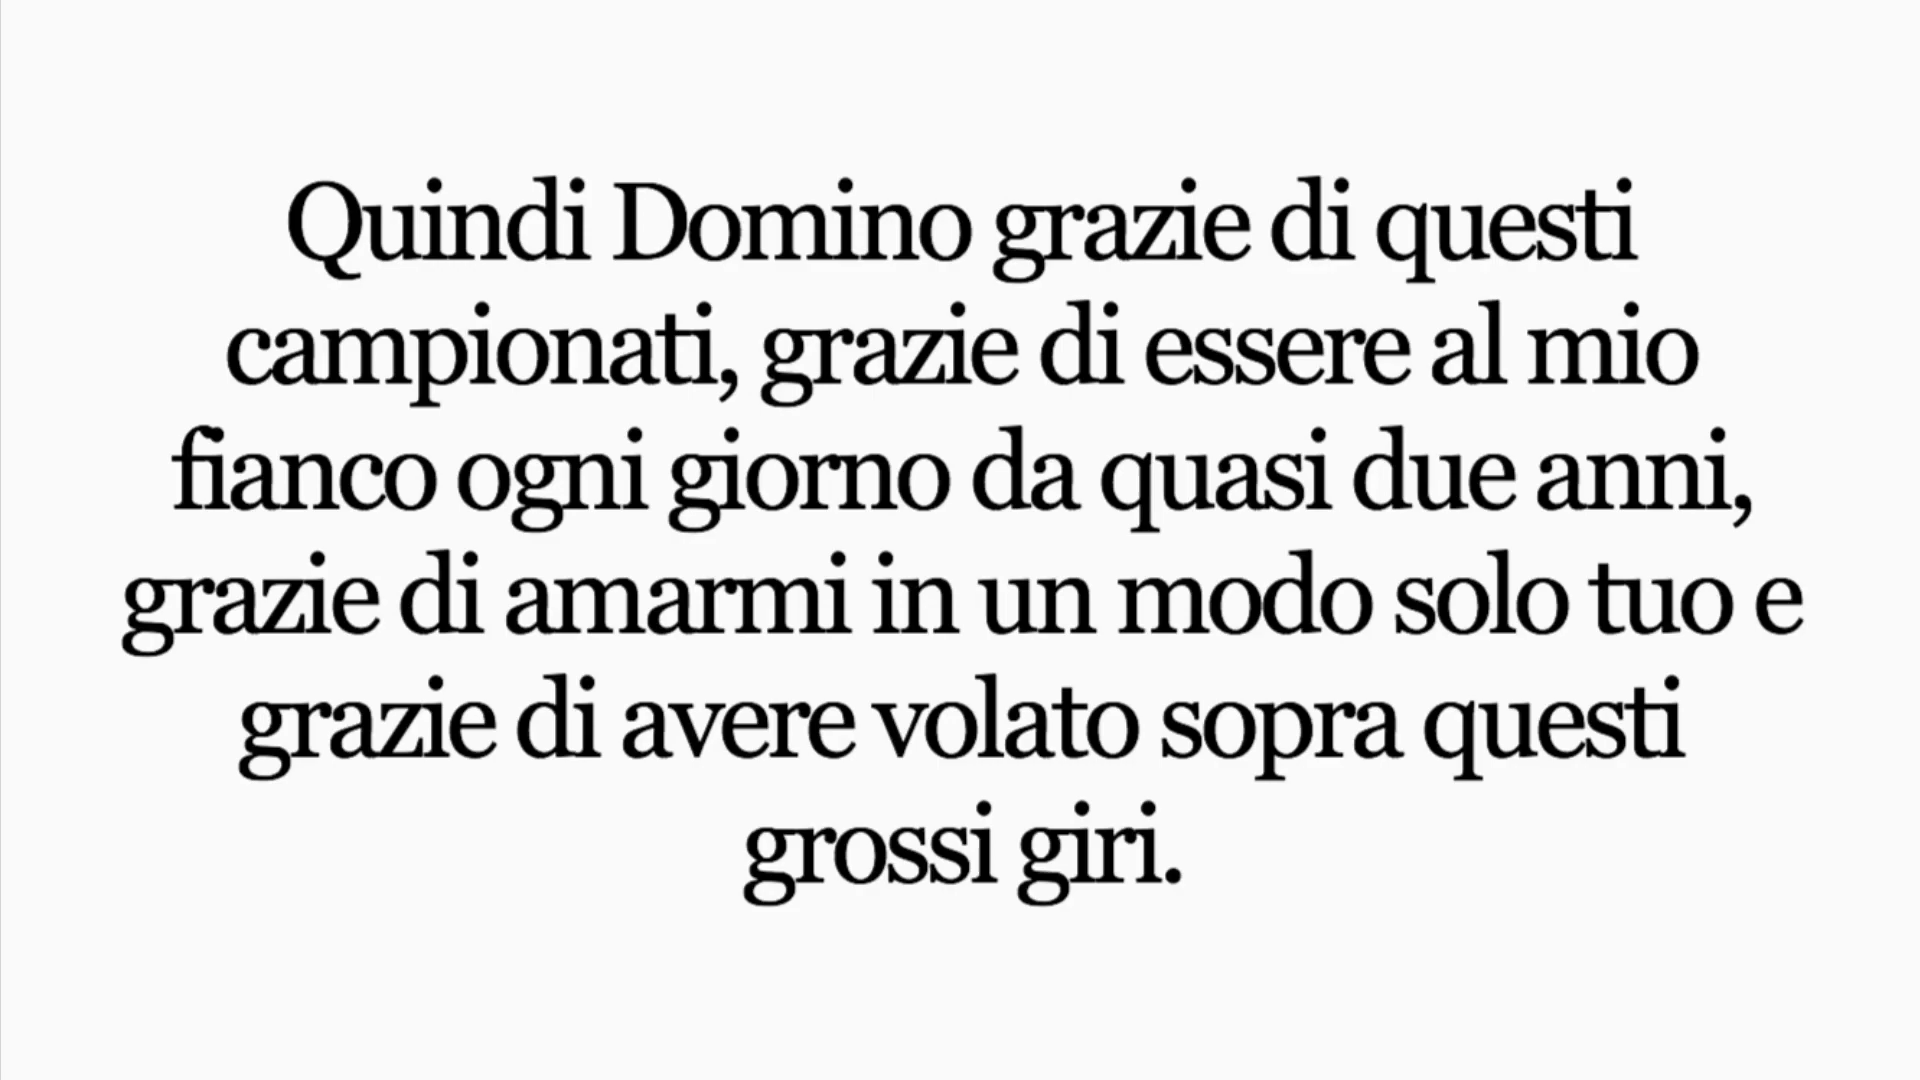 Quindi Domino grazie di questi
campionati, grazie di essere al mio
fianco ogni giorno da quasi due anni,
grazie di amarmi in un modo solo tuo e
grazie di avere volato sopra questi
grossi giri.